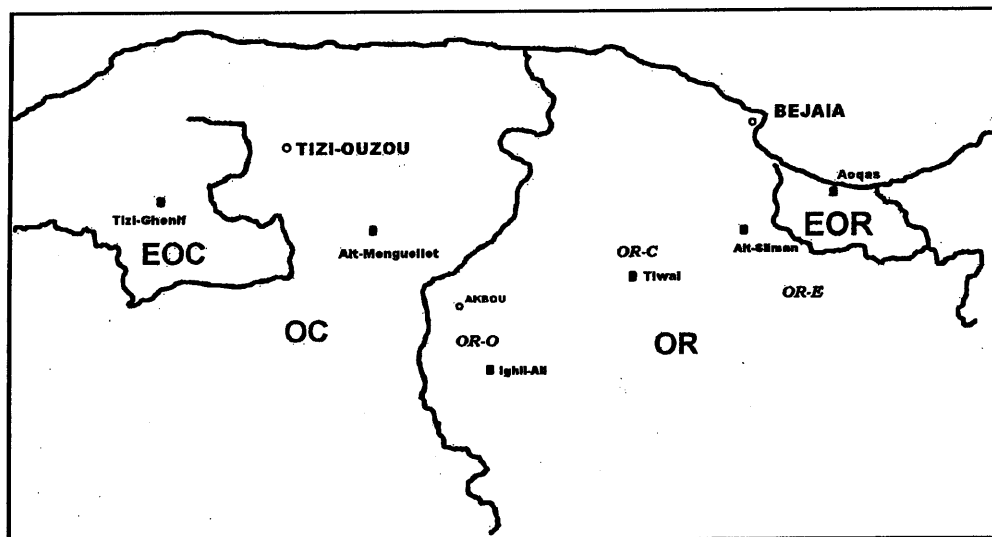 BEJAIA
TIZI-OUZOU
Aoqas
Tizi-Ghenif
EOC
Ait-Menguellet
EOR
Ait-Sliman
OR-C
Tiwal
OR-E
AKBOU
OC
OR-O
OR
Ighil-Ali